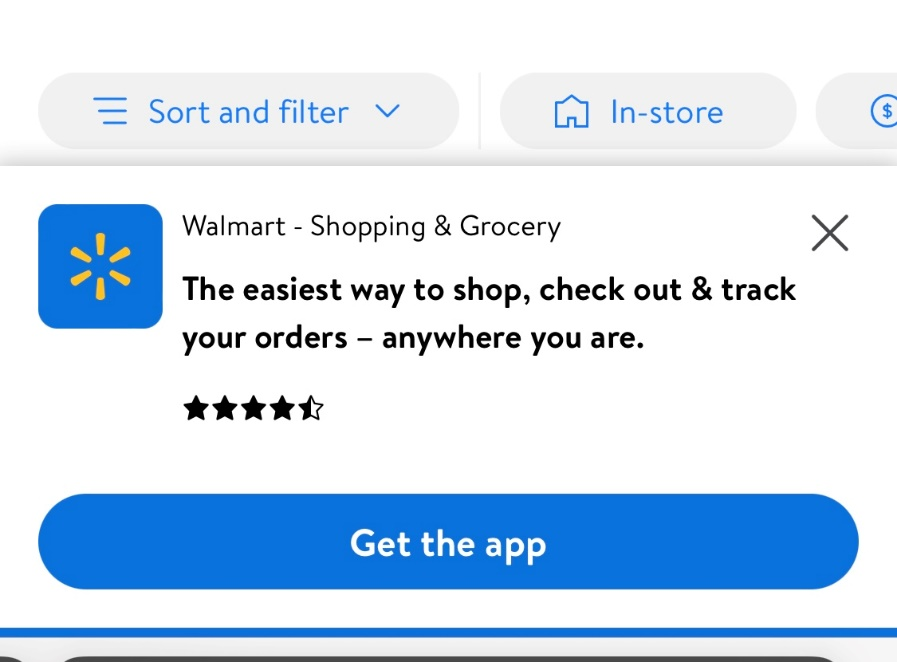 Sort and filter
In-store
$
Walmart - Shopping & Grocery
The easiest way to shop, check out & track
your orders – anywhere you are.
Get the app